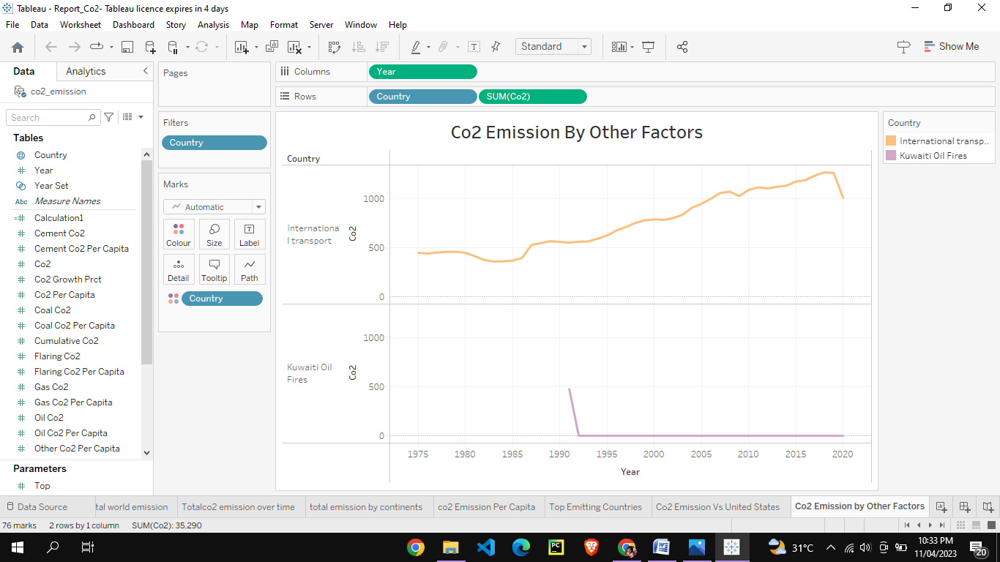 Tableau - Report_Co2- Tableau licence expires in 4 days
File Data Worksheet Dashboard Story Analysis Map Format Server Window Help
Standard
Show Me
Data Analytics
co2_emission
Search
Tables
Country
Year
Year Set
Abc Measure Names
Calculation1
Cement Co2
Cement Co2 Per Capita
Co2
Co2 Growth Prct
Co2 Per Capita
Coal Co2
Coal Co2 Per Capita
Cumulative Co2
Flaring Co2
Flaring Co2 Per Capita
Gas Co2
Gas Co2 Per Capita
Oil Co2
Oil Co2 Per Capita
Other Co2 Per Capita
Parameters
Top
Pages
Filters
Country
Marks
Automatic
Colour Size Label
Detail Tooltip Path
Country
Columns Year
Rows Country SUM(Co2)
Co2 Emission By Other Factors
Country
Internationa
l transport
Co2
1000
500
0
Kuwaiti Oil
Fires
Co2
1000
500
0
1975 1980 1985 1990 1995 2000 2005 2010 2015 2020
Year
Country
International transp..
Kuwaiti Oil Fires
Data Source tal world emission Totalco2 emission over time total emission by continents co2 Emission Per Capita Top Emitting Countries Co2 Emission Vs United States Co2 Emission by Other Factors
76 marks 2 rows by 1 column SUM(Co2): 35,290
PC
W
31°C
10:33 PM
11/04/2023
20